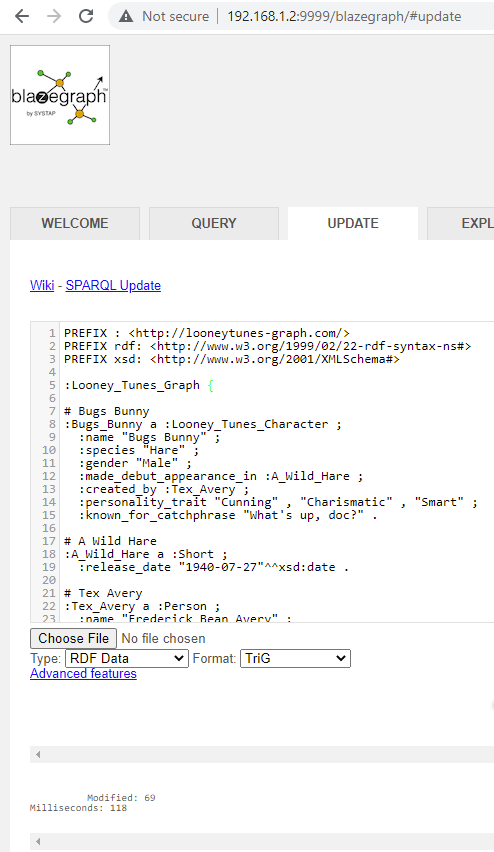 Not secure | 192.168.1.2:9999/blazegraph/#update
blazegraph™
by SYSTAP
WELCOME QUERY UPDATE EXPL
Wiki - SPARQL Update
1 PREFIX : <http://looneytunes-graph.com/>
2 PREFIX rdf: <http://www.w3.org/1999/02/22-rdf-syntax-ns#>
3 PREFIX xsd: <http://www.w3.org/2001/XMLSchema#>
4
5 :Looney_Tunes_Graph {
6
7 # Bugs Bunny
8 :Bugs_Bunny a :Looney_Tunes_Character ;
9 :name "Bugs Bunny" ;
10 :species "Hare" ;
11 :gender "Male" ;
12 :made_debut_appearance_in :A_Wild_Hare ;
13 :created_by :Tex_Avery ;
14 :personality_trait "Cunning" , "Charismatic" , "Smart" ;
15 :known_for_catchphrase "What's up, doc?" .
16
17 # A Wild Hare
18 :A_Wild_Hare a :Short ;
19 :release_date "1940-07-27"^^xsd:date .
20
21 # Tex Avery
22 :Tex_Avery a :Person ;
23 :name "Frederick Bean Avery" ;
Choose File No file chosen
Type: RDF Data Format: TriG
Advanced features
Modified: 69
Milliseconds: 118